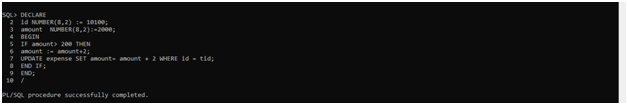 SQL> DECLARE
2 id NUMBER(8,2) := 10100;
3 amount  NUMBER(8,2):=2000;
4 BEGIN
5 IF amount> 200 THEN
6 amount := amount+2;
7 UPDATE expense SET amount= amount + 2 WHERE id = tid;
8 END IF;
9 END;
10 /
PL/SQL procedure successfully completed.